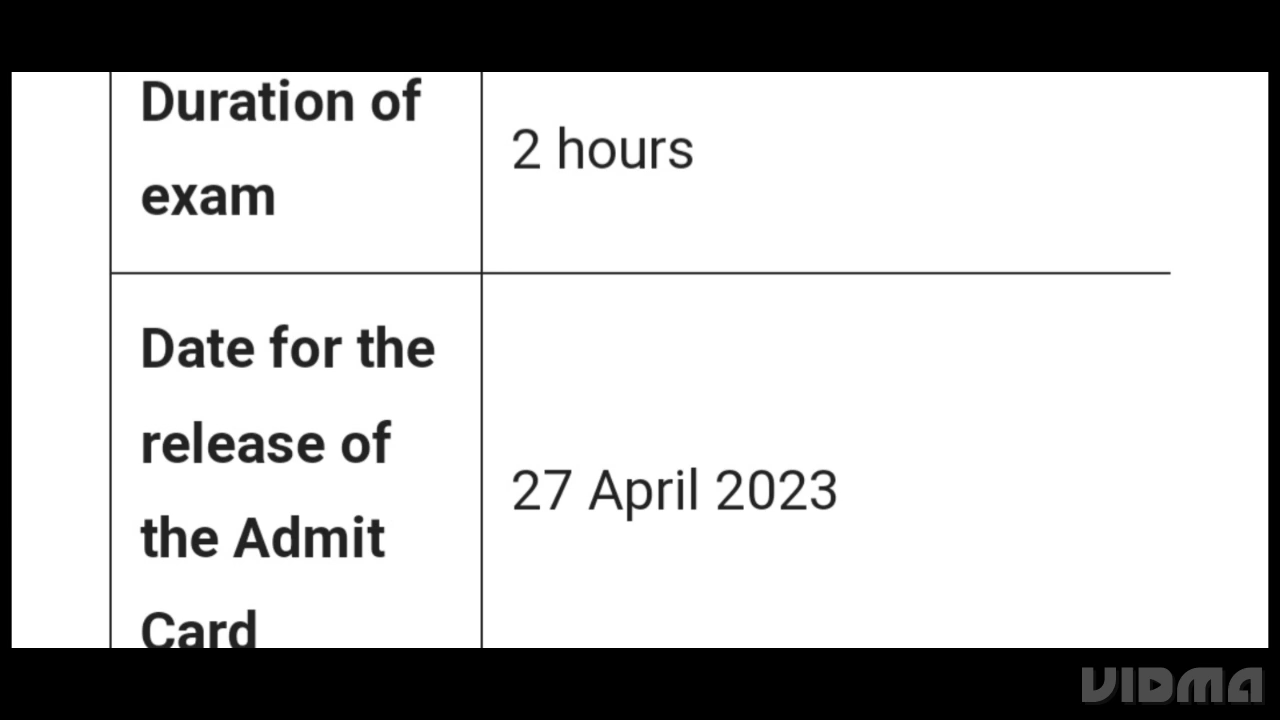 Duration of
exam
2 hours
Date for the
release of
the Admit
Card
27 April 2023
VIDMA